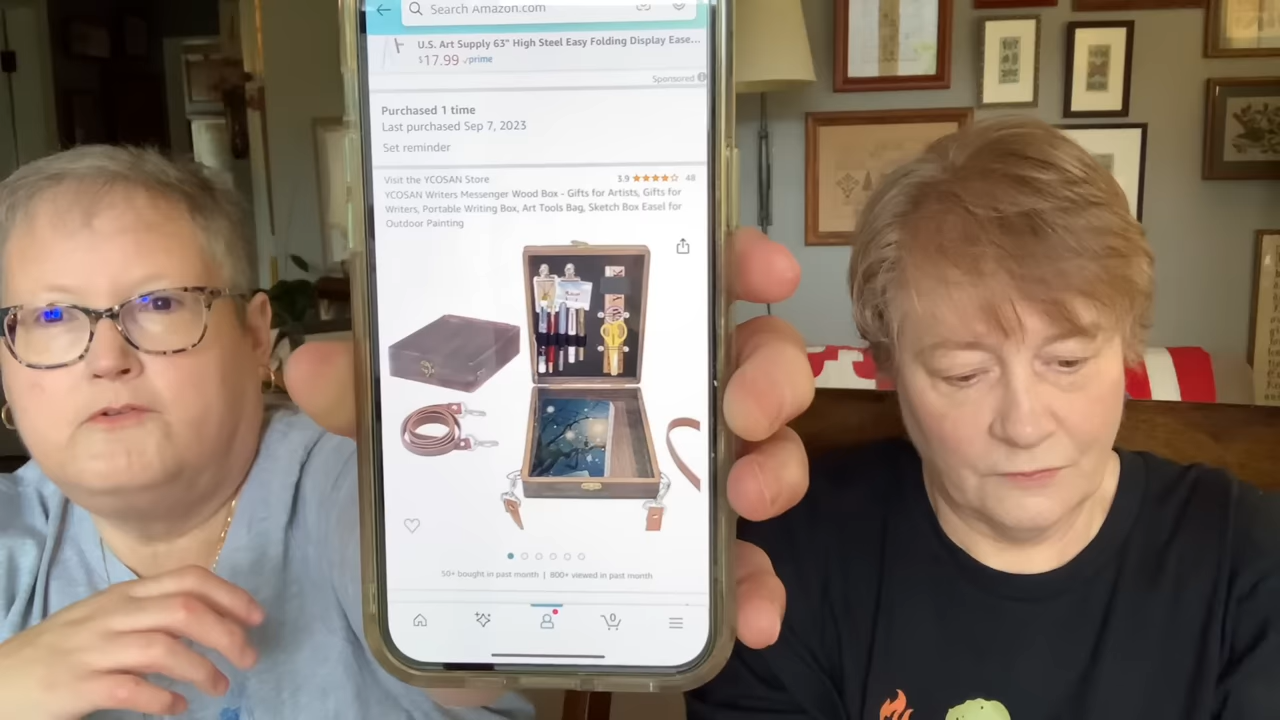 Search Amazon.com
U.S. Art Supply 63" High Steel Easy Folding Display Ease...
$17.99 ✓prime
Sponsored
Purchased 1 time
Last purchased Sep 7, 2023
Set reminder
Visit the YCOSAN Store
3.9 ★★★★☆ 48
YCOSAN Writers Messenger Wood Box - Gifts for Artists, Gifts for
Writers, Portable Writing Box, Art Tools Bag, Sketch Box Easel for
Outdoor Painting
50+ bought in past month | 800+ viewed in past month
0